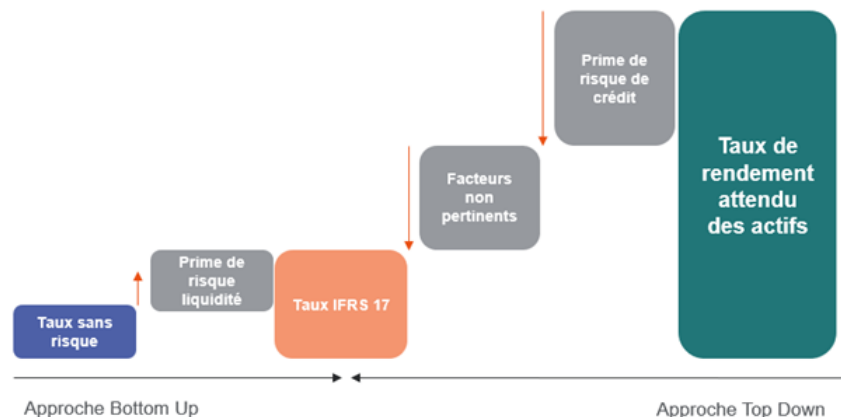 Taux sans
risque
Prime de
risque
liquidité
Taux IFRS 17
Facteurs
non
pertinents
Prime de
risque de
crédit
Taux de
rendement
attendu
des actifs
Approche Bottom Up
Approche Top Down